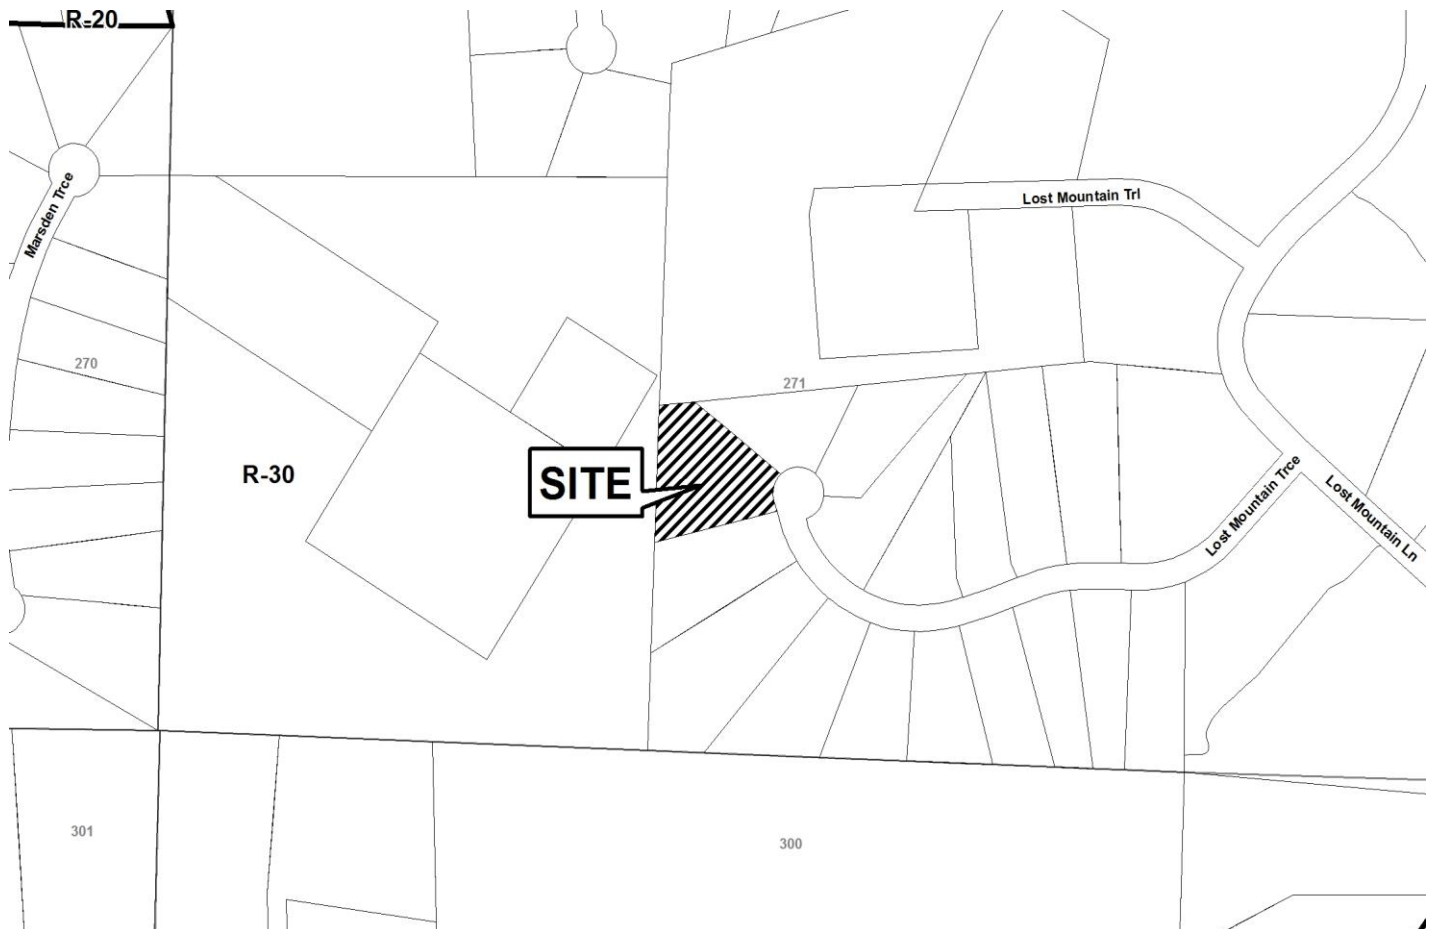 R-20
Marsden Trce
Lost Mountain Trl
270
271
R-30
SITE
Lost Mountain Trce
Lost Mountain Ln
301
300